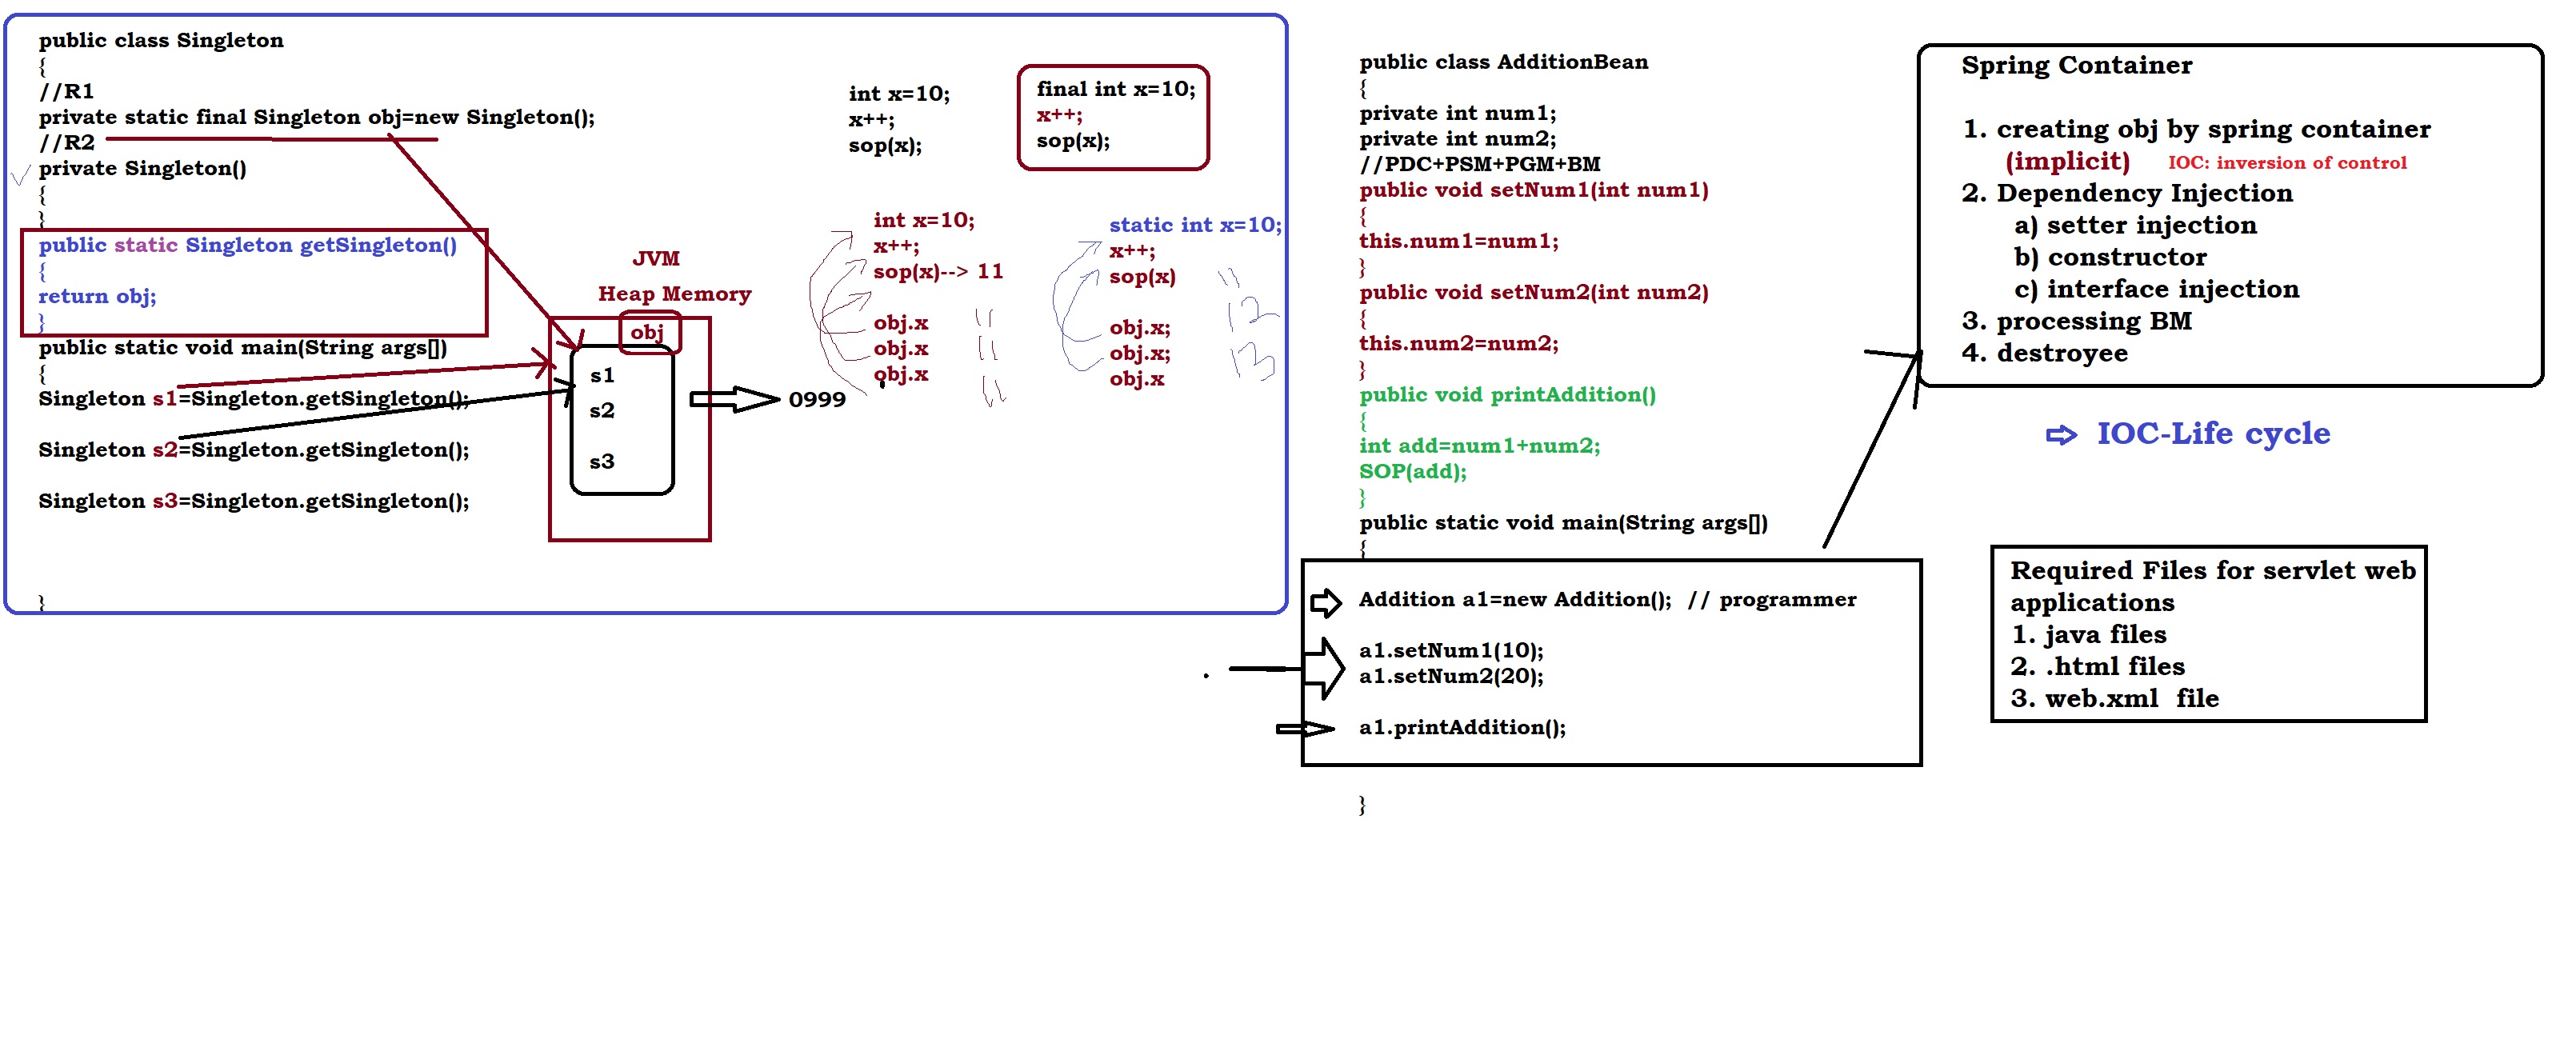 public class Singleton
{
//R1
private static final Singleton obj=new Singleton();
//R2
private Singleton()
{
}
public static Singleton getSingleton()
{
return obj;
}
public static void main(String args[])
{
Singleton s1=Singleton.getSingleton();
Singleton s2=Singleton.getSingleton();
Singleton s3=Singleton.getSingleton();
}
JVM
Heap Memory
obj
s1
s2
s3
0999
int x=10;
x++;
sop(x);
final int x=10;
x++;
sop(x);
int x=10;
x++;
sop(x)--> 11
obj.x 11
obj.x 11
obj.x 11
static int x=10;
x++;
sop(x) 11
obj.x; 12
obj.x; 13
obj.x
public class AdditionBean
{
private int num1;
private int num2;
//PDC+PSM+PGM+BM
public void setNum1(int num1)
{
this.num1=num1;
}
public void setNum2(int num2)
{
this.num2=num2;
}
public void printAddition()
{
int add=num1+num2;
SOP(add);
}
public static void main(String args[])
{
Addition a1=new Addition(); // programmer
a1.setNum1(10);
a1.setNum2(20);
a1.printAddition();
}
Spring Container
1. creating obj by spring container
(implicit) IOC: inversion of control
2. Dependency Injection
a) setter injection
b) constructor
c) interface injection
3. processing BM
4. destroyee
IOC-Life cycle
Required Files for servlet web
applications
1. java files
2. .html files
3. web.xml file